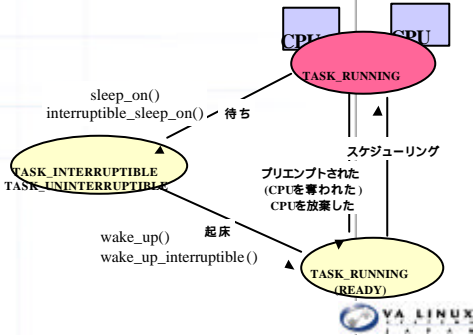 CPU
CPU
TASK_RUNNING
sleep_on()
interruptible_sleep_on()
待ち
スケジューリング
TASK_INTERRUPTIBLE
TASK_UNINTERRUPTIBLE
プリエンプトされた
(CPUを奪われた)
CPUを放棄した
起床
wake_up()
wake_up_interruptible()
TASK_RUNNING
(READY)
VA LINUX